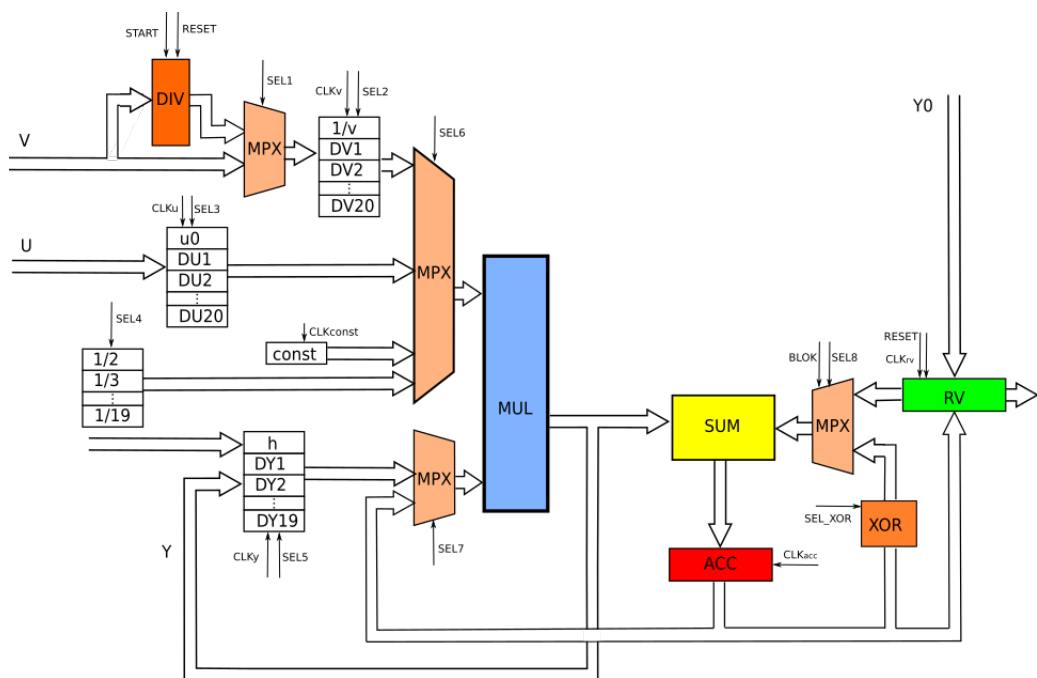 START
RESET
DIV
V
SEL1
MPX
CLKv
SEL2
1/v
DV1
DV2
DV20
SEL6
Y0
CLKu
SEL3
U
u0
DU1
DU2
DU20
MPX
SEL4
1/2
1/3
1/19
CLKconst
const
MUL
RESET
CLKrv
BLOK
SEL8
RV
SUM
MPX
h
DY1
DY2
DY19
MPX
SEL_XOR
XOR
Y
CLKy
SEL5
SEL7
ACC
CLKacc